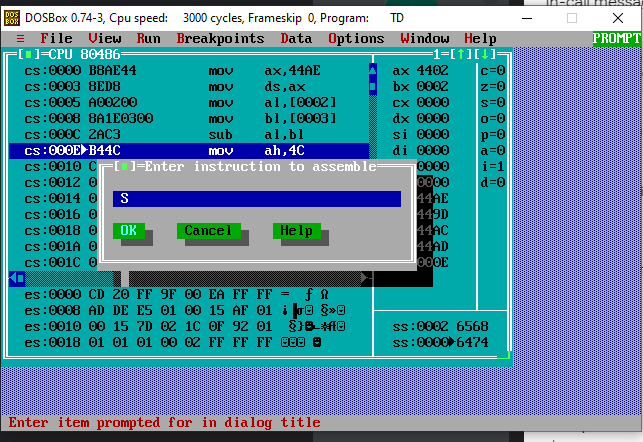 in-call messa
DOSBox 0.74-3, Cpu speed: 3000 cycles, Frameskip 0, Program: TD
≡ File View Run Breakpoints Data Options Window Help PROMPT
[■]=CPU 80486 1=[↑][↓]
cs:0000 B8AE44 mov ax,44AE ax 4402 c=0
cs:0003 8ED8 mov ds,ax bx 0002 z=0
cs:0005 A00200 mov al,[0002] cx 0000 s=0
cs:0008 8A1E0300 mov bl,[0003] dx 0000 o=0
cs:000C 2AC3 sub al,bl si 0000 p=0
cs:000E►B44C mov ah,4C di 0000 a=0
cs:0010 C [■]=Enter instruction to assemble 0000 i=1
cs:0012 0 0000 d=0
cs:0014 0 S 44AE
cs:0016 0 449D
cs:0018 0 OK Cancel Help 44AC
cs:001A 0 44AD
cs:001C 0 000E
es:0000 CD 20 FF 9F 00 EA FF FF = ƒ Ω
es:0008 AD DE E5 01 00 15 AF 01
es:0010 00 15 7D 02 1C 0F 92 01 ss:0002 6568
es:0018 01 01 01 00 02 FF FF FF ss:0000►6474
Enter item prompted for in dialog title